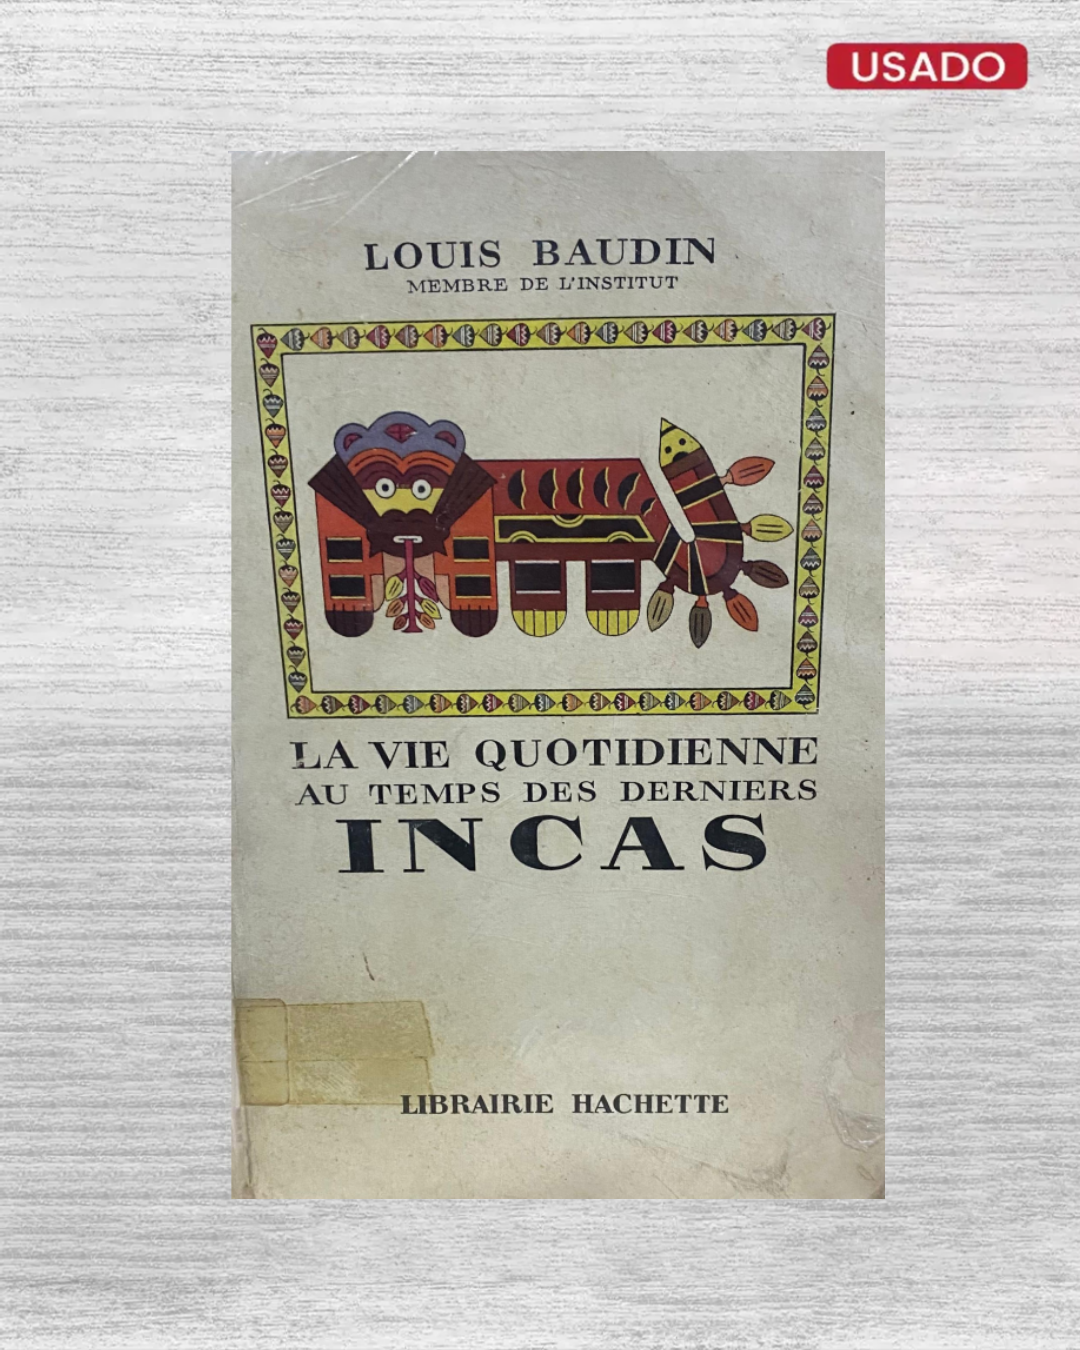 USADO
LOUIS BAUDIN
MEMBRE DE L'INSTITUT
LA VIE QUOTIDIENNE
AU TEMPS DES DERNIERS
INCAS
LIBRAIRIE HACHETTE